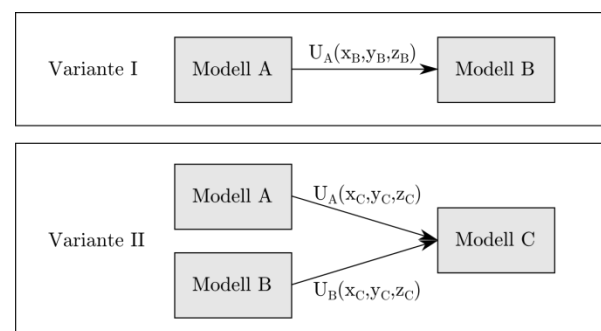 Variante I
Modell A
U_A(x_B,y_B,z_B)
Modell B
Variante II
Modell A
U_A(x_C,y_C,z_C)
Modell B
U_B(x_C,y_C,z_C)
Modell C